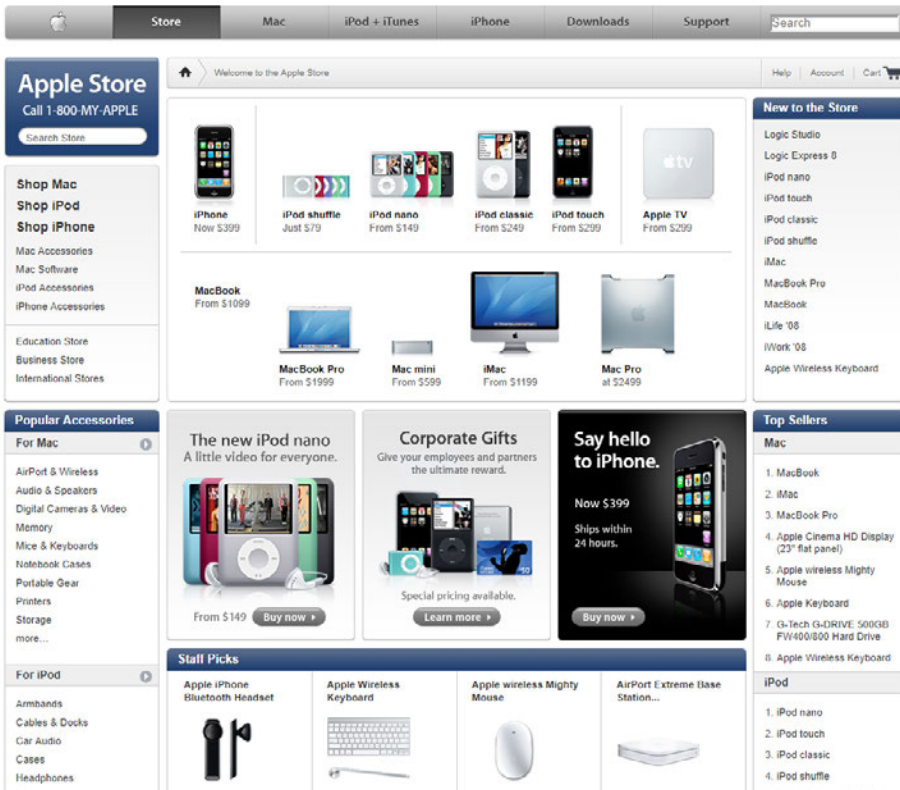 Store
Mac
iPod + iTunes
iPhone
Downloads
Support
Search
Apple Store
Call 1-800-MY-APPLE
Search Store
Welcome to the Apple Store
Help
Account
Cart
Shop Mac
Shop iPod
Shop iPhone
Mac Accessories
Mac Software
iPod Accessories
iPhone Accessories
Education Store
Business Store
International Stores
iPhone
Now $399
iPod shuffle
Just $79
iPod nano
From $149
iPod classic
From $249
iPod touch
From $299
tv
Apple TV
From $299
MacBook
From $1099
MacBook Pro
From $1999
Mac mini
From $599
iMac
From $1199
Mac Pro
at $2499
New to the Store
Logic Studio
Logic Express 8
iPod nano
iPod touch
iPod classic
iPod shuffle
iMac
MacBook Pro
MacBook
iLife '08
iWork '08
Apple Wireless Keyboard
Popular Accessories
For Mac
AirPort & Wireless
Audio & Speakers
Digital Cameras & Video
Memory
Mice & Keyboards
Notebook Cases
Portable Gear
Printers
Storage
more...
For iPod
Armbands
Cables & Docks
Car Audio
Cases
Headphones
The new iPod nano
A little video for everyone.
From $149
Buy now
Corporate Gifts
Give your employees and partners
the ultimate reward.
50
Special pricing available.
Learn more
Say hello
to iPhone.
Now $399
Ships within
24 hours.
Buy now
Staff Picks
Apple iPhone
Bluetooth Headset
Apple Wireless
Keyboard
Apple wireless Mighty
Mouse
AirPort Extreme Base
Station...
Top Sellers
Mac
1. MacBook
2. iMac
3. MacBook Pro
4. Apple Cinema HD Display
(23" flat panel)
5. Apple wireless Mighty
Mouse
6. Apple Keyboard
7. G-Tech G-DRIVE 500GB
FW400/800 Hard Drive
8. Apple Wireless Keyboard
iPod
1. iPod nano
2. iPod touch
3. iPod classic
4. iPod shuffle